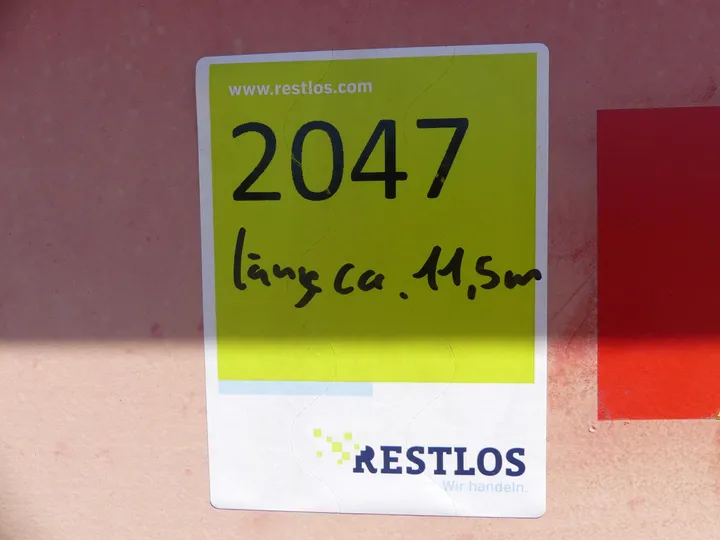 www.restlos.com
2047
läng ca. 11,5m
RESTLOS
Wir handeln.